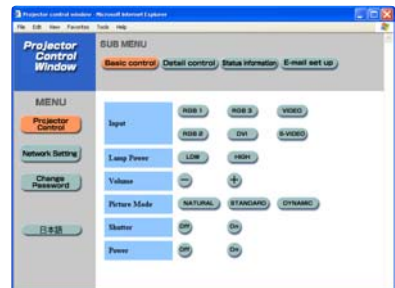 Projector control window - Microsoft Internet Explorer
File Edit View Favorites Tools Help
Projector
Control
Window
SUB MENU
Basic control Detail control Status information E-mail set up
MENU
Projector
Control
Network Setting
Change
Password
日本語
Input
RGB 1 RGB 3 VIDEO
RGB 2 DVI S-VIDEO
Lamp Power LOW HIGH
Volume - +
Picture Mode NATURAL STANDARD DYNAMIC
Shutter Off On
Power Off On